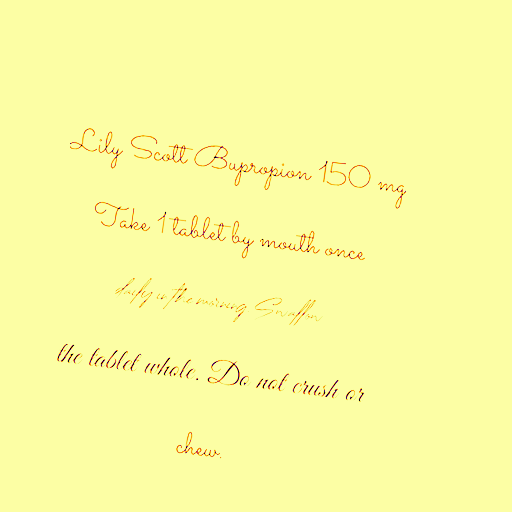 Lily Scott Bupropion 150 mg
Take 1 tablet by mouth once
daily in the morning. Swallow
the tablet whole. Do not crush or
chew.